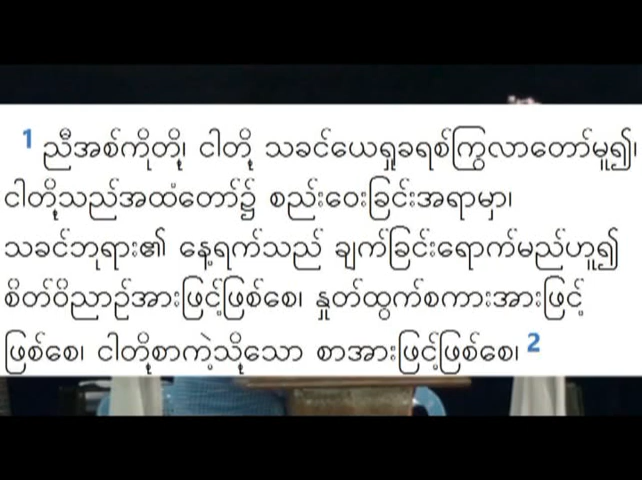 1 ညီအစ်ကိုတို့၊ ငါတို့ သခင်ယေရှုခရစ်ကြွလာတော်မူ၍၊
ငါတို့သည်အထံတော်၌ စည်းဝေးခြင်းအရာမှာ၊
သခင်ဘုရား၏ နေ့ရက်သည် ချက်ခြင်းရောက်မည်ဟူ၍
စိတ်ဝိညာဉ်အားဖြင့်ဖြစ်စေ၊ နှုတ်ထွက်စကားအားဖြင့်
ဖြစ်စေ၊ ငါတို့စာကဲ့သို့သော စာအားဖြင့်ဖြစ်စေ၊ 2